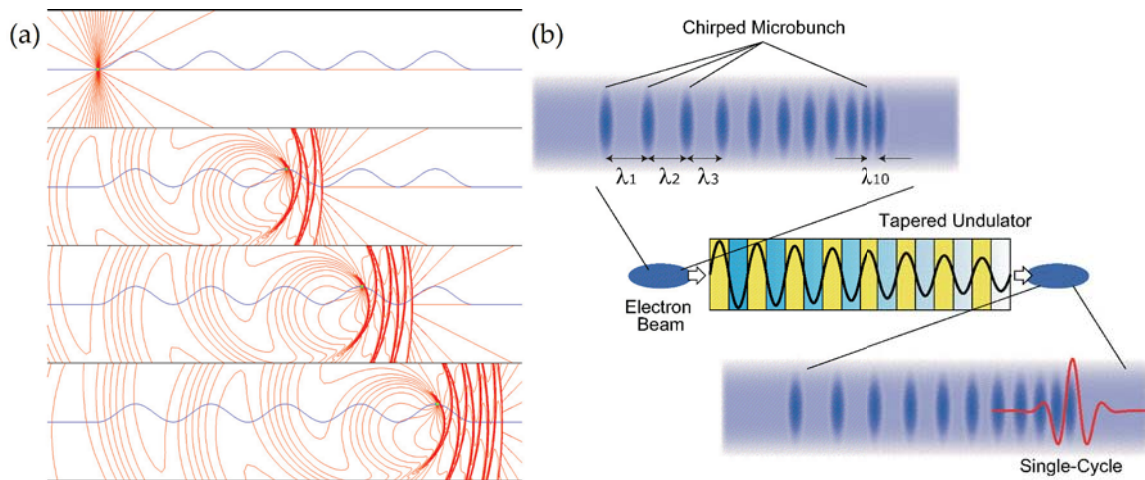 (a)
(b)
Chirped Microbunch
λ1 λ2 λ3 λ10
Tapered Undulator
Electron
Beam
Single-Cycle